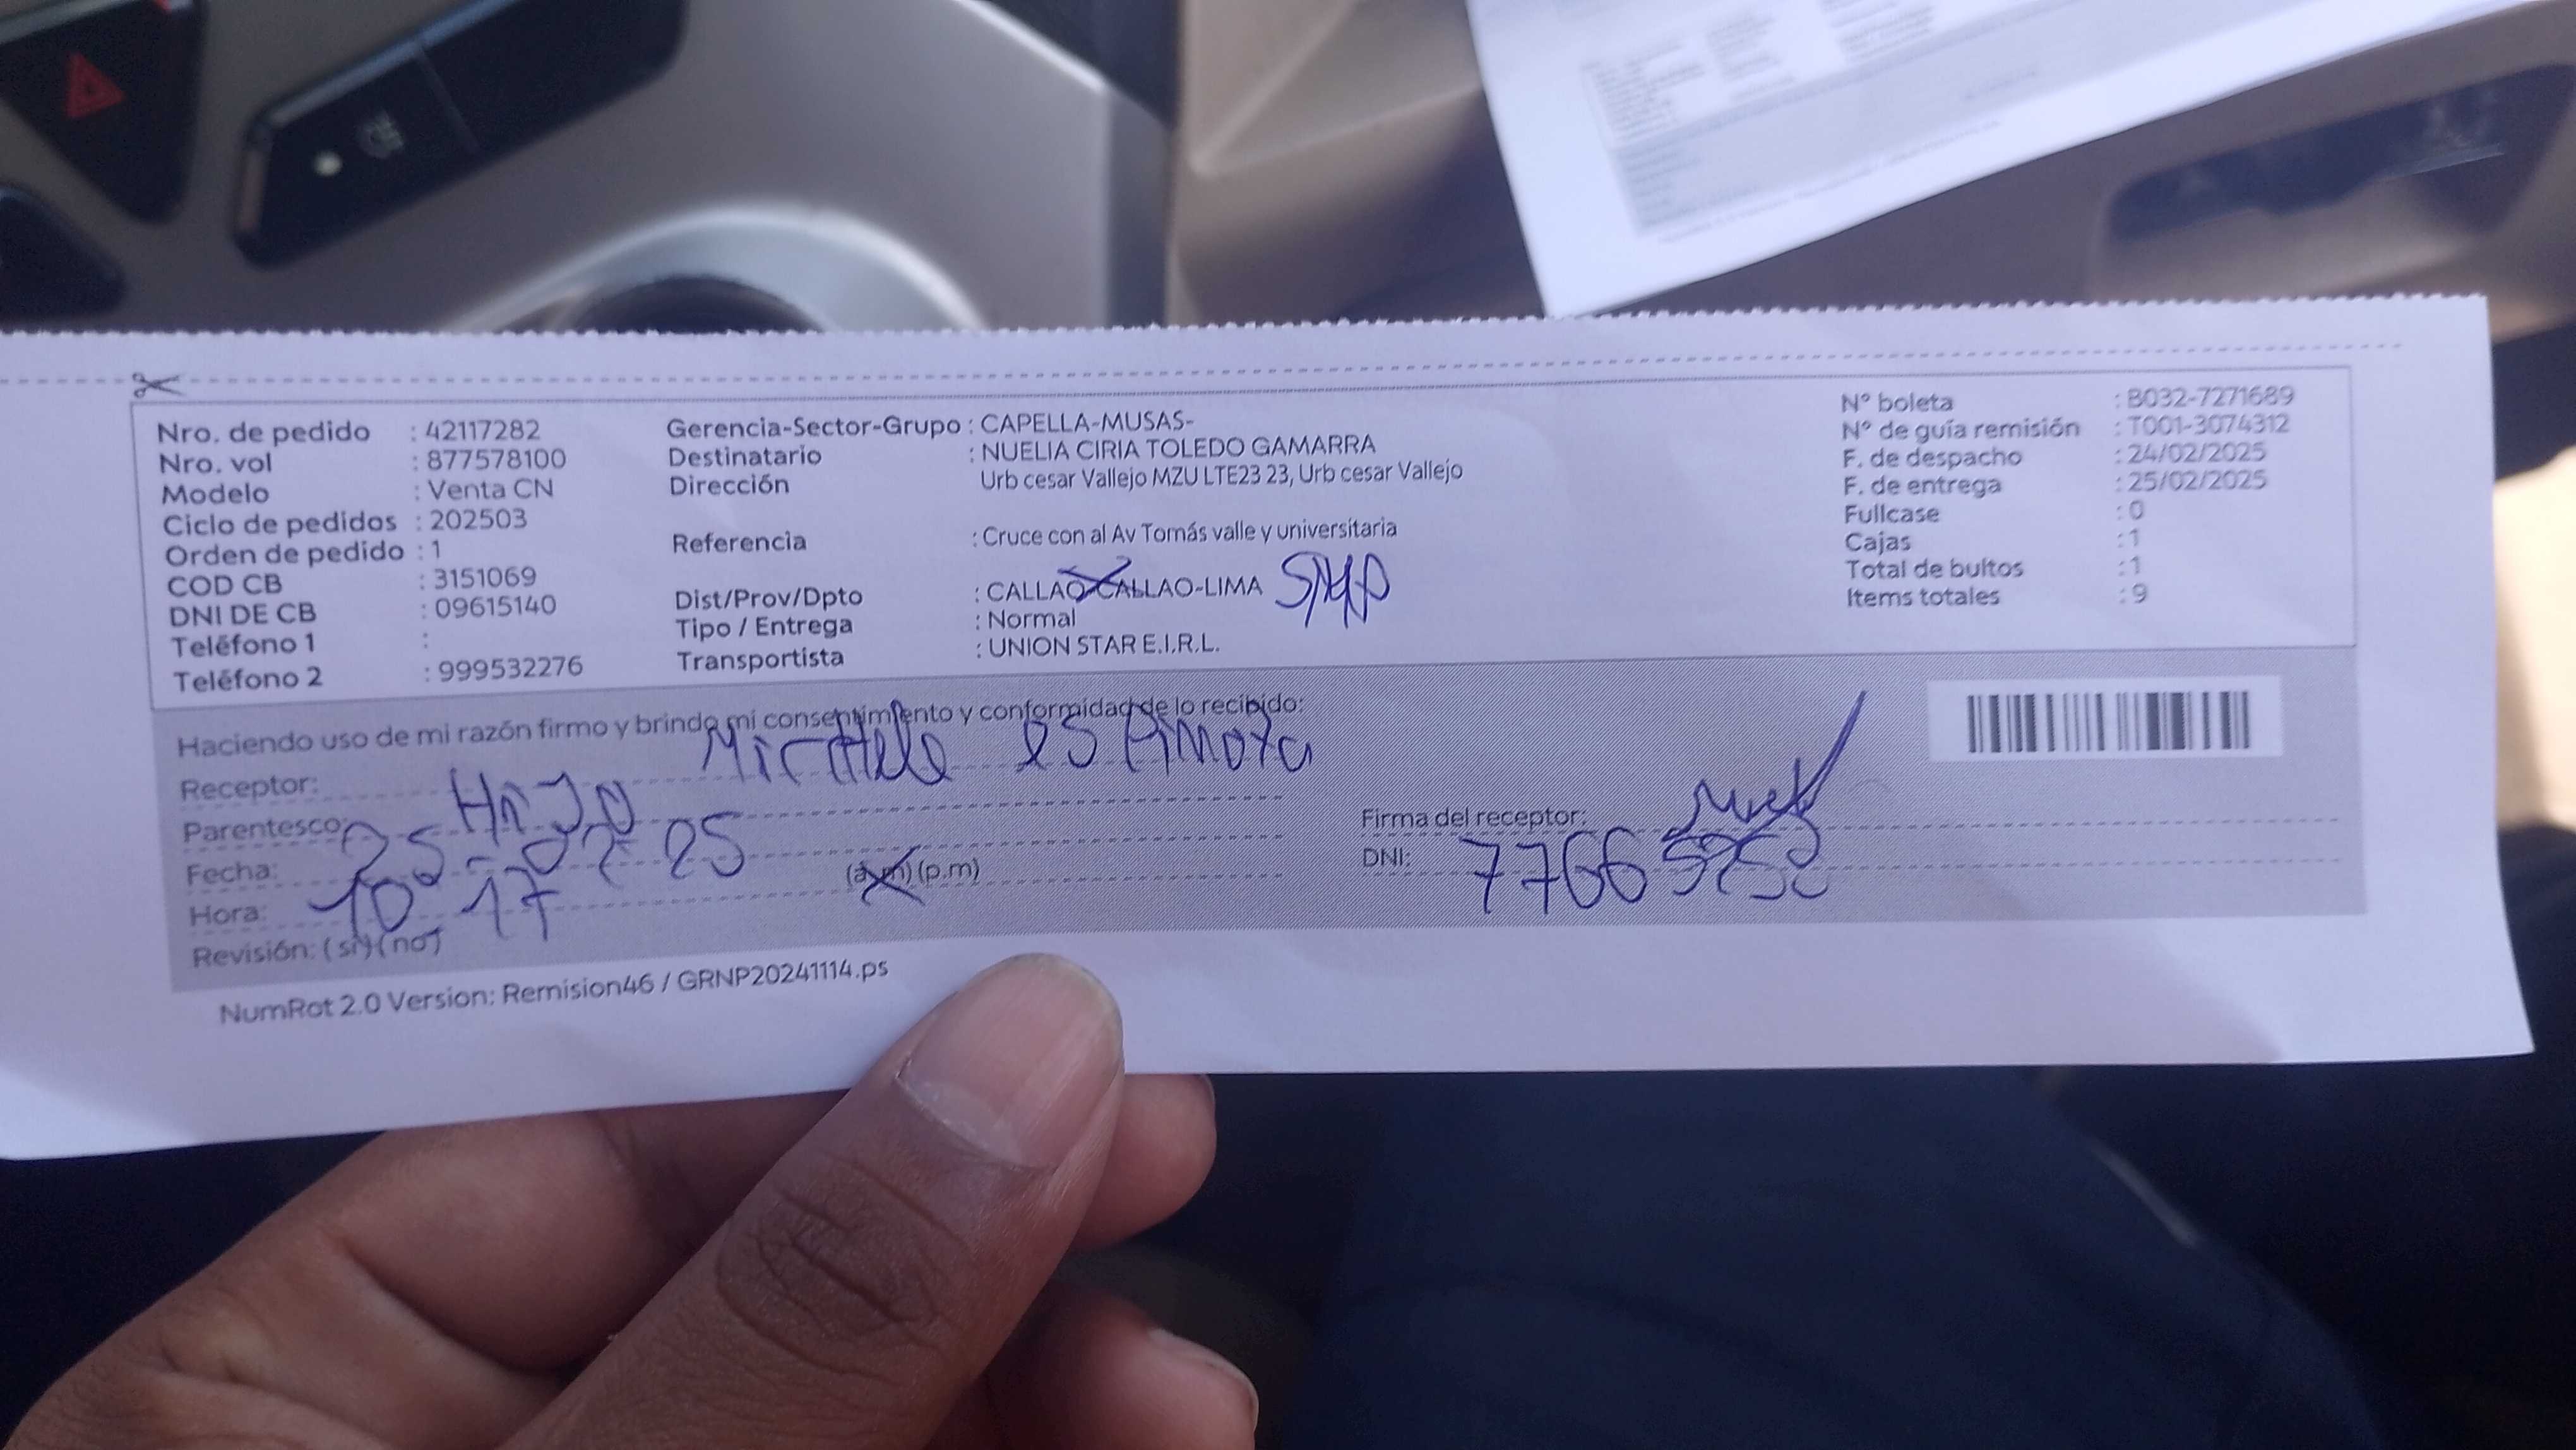 Nro. de pedido : 42117282
Nro. vol : 877578100
Modelo : Venta CN
Ciclo de pedidos : 202503
Orden de pedido : 1
COD CB : 3151069
DNI DE CB : 09615140
Teléfono 1 :
Teléfono 2 : 999532276
Gerencia-Sector-Grupo : CAPELLA-MUSAS-
Destinatario : NUELIA CIRIA TOLEDO GAMARRA
Dirección Urb cesar Vallejo MZU LTE23 23, Urb cesar Vallejo
Referencia : Cruce con al Av Tomás valle y universitaria
Dist/Prov/Dpto : CALLAO-CALLAO-LIMA SMP
Tipo / Entrega : Normal
Transportista : UNION STAR E.I.R.L.
N° boleta : B032-7271689
N° de guía remisión : T001-3074312
F. de despacho : 24/02/2025
F. de entrega : 25/02/2025
Fullcase : 0
Cajas : 1
Total de bultos : 1
Items totales : 9
Haciendo uso de mi razón firmo y brindo mi consentimiento y conformidad de lo recibido:
Receptor:
Parentesco: HIJO
Fecha: 25-02-25
Hora: 10:17 (a.m) (p.m)
Revisión: (si) (no)
Firma del receptor:
DNI:
NumRot 2.0 Version: Remision46 / GRNP20241114.ps